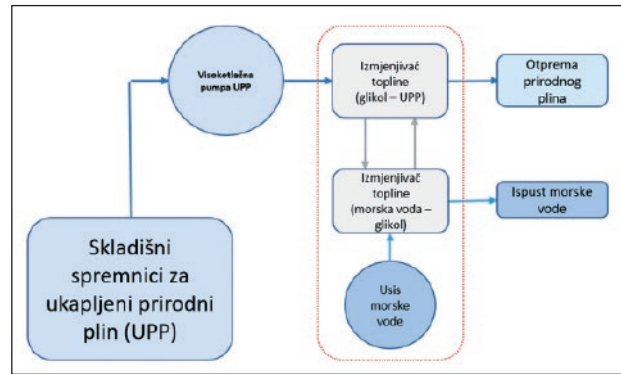 Visokotlačna
pumpa UPP
Izmjenjivač
topline
(glikol – UPP)
Otprema
prirodnog
plina
Izmjenjivač
topline
(morska voda –
glikol)
Ispust morske
vode
Skladišni
spremnici za
ukapljeni prirodni
plin (UPP)
Usis
morske
vode